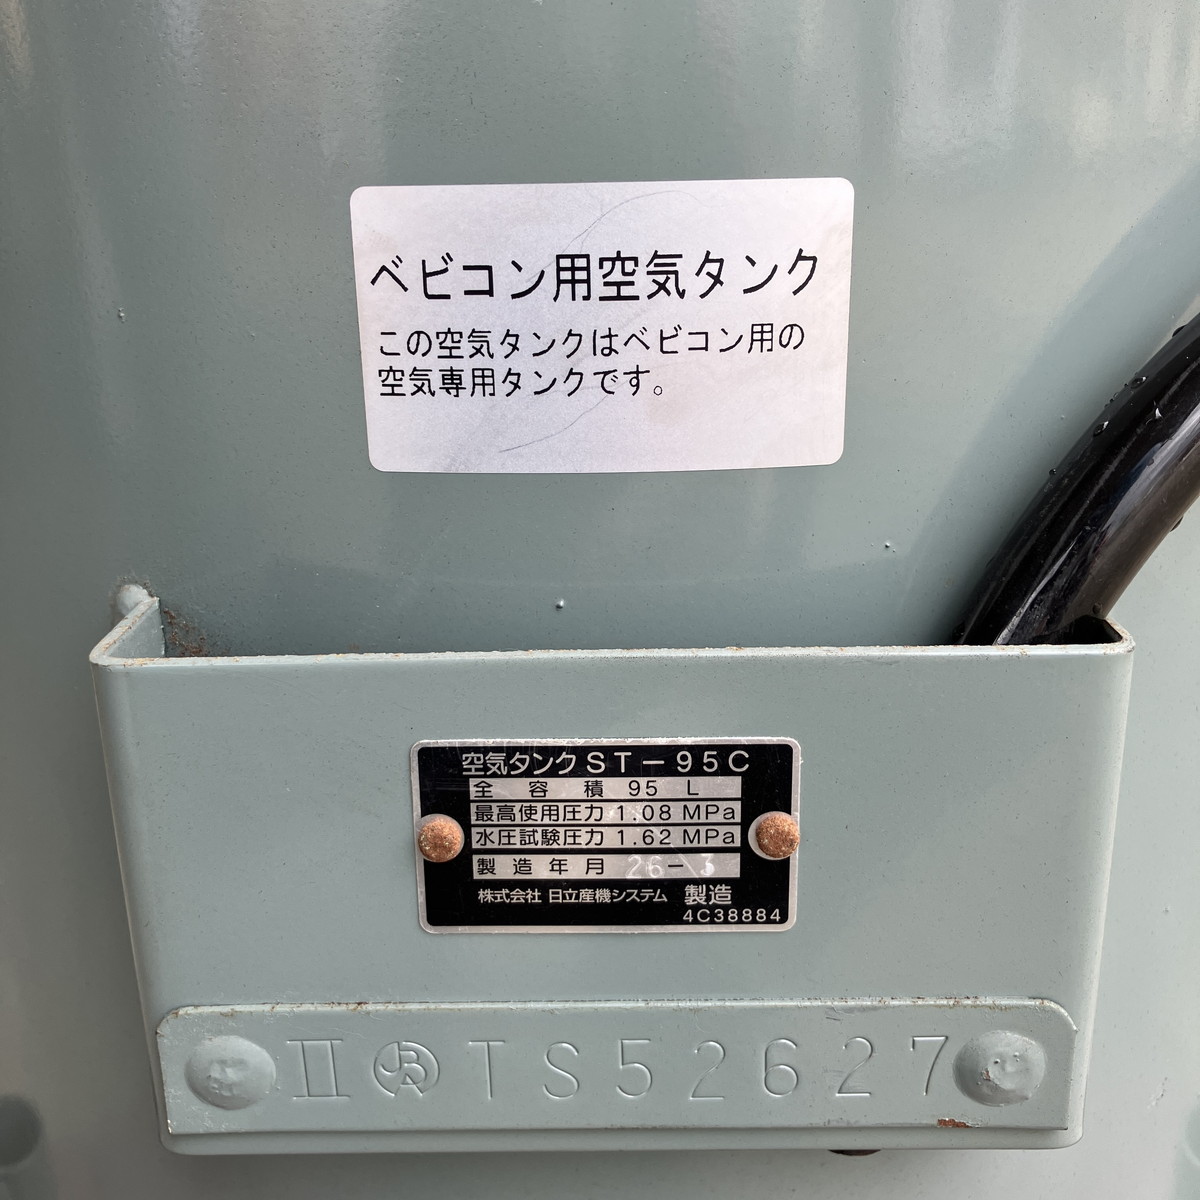 ベビコン用空気タンク
この空気タンクはベビコン用の
空気専用タンクです。
空気タンクST－95C
全容積 95 L
最高使用圧力 1.08 MPa
水圧試験圧力 1.62 MPa
製造年月 26－3
株式会社 日立産機システム 製造
4C38884
II JBA TS52627